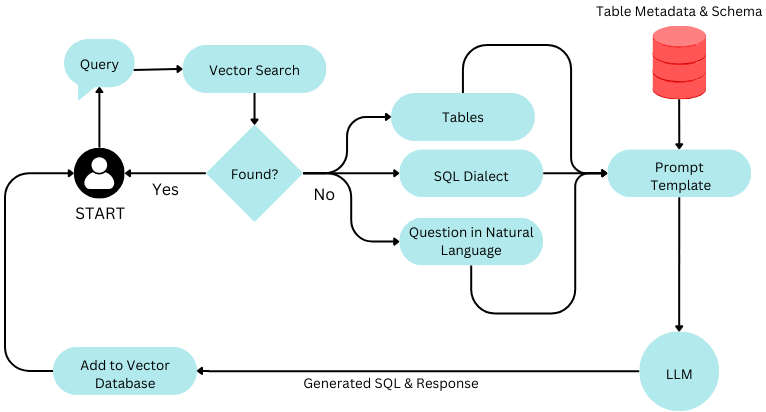 Table Metadata & Schema
Query
Vector Search
Tables
Found?
SQL Dialect
Prompt
Template
Yes
No
START
Question in Natural
Language
Add to Vector
Database
Generated SQL & Response
LLM